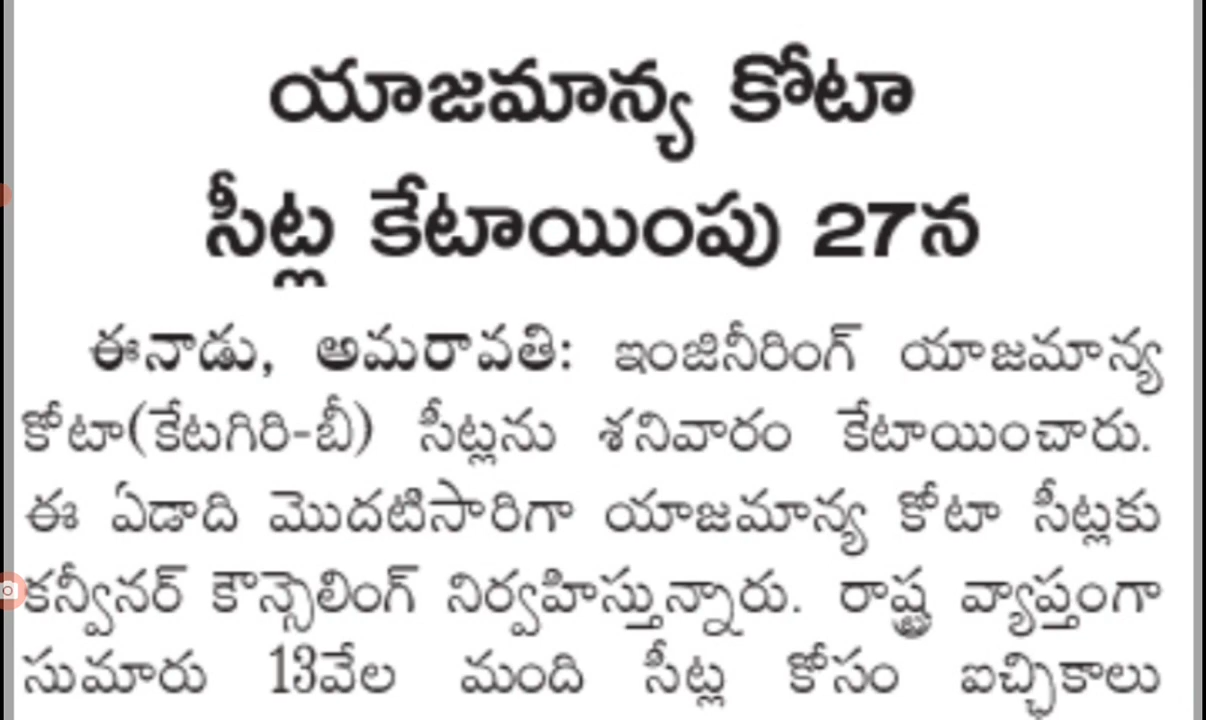 యాజమాన్య కోటా
సీట్ల కేటాయింపు 27న
ఈనాడు, అమరావతి: ఇంజినీరింగ్ యాజమాన్య
కోటా(కేటగిరి-బీ) సీట్లను శనివారం కేటాయించారు.
ఈ ఏడాది మొదటిసారిగా యాజమాన్య కోటా సీట్లకు
కన్వీనర్ కౌన్సెలింగ్ నిర్వహిస్తున్నారు. రాష్ట్ర వ్యాప్తంగా
సుమారు 13వేల మంది సీట్ల కోసం ఐచ్ఛికాలు